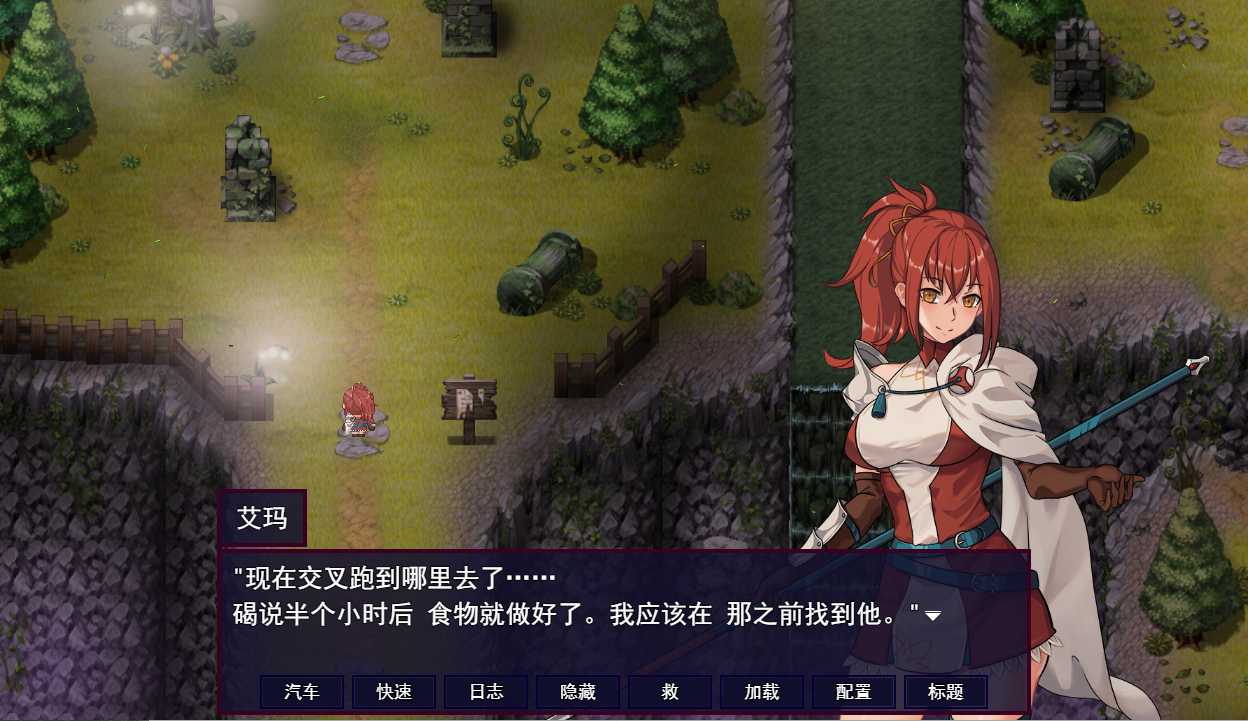 艾玛
"现在交叉跑到哪里去了……
碣说半个小时后 食物就做好了。我应该在 那之前找到他。"
汽车 快速 日志 隐藏 救 加载 配置 标题